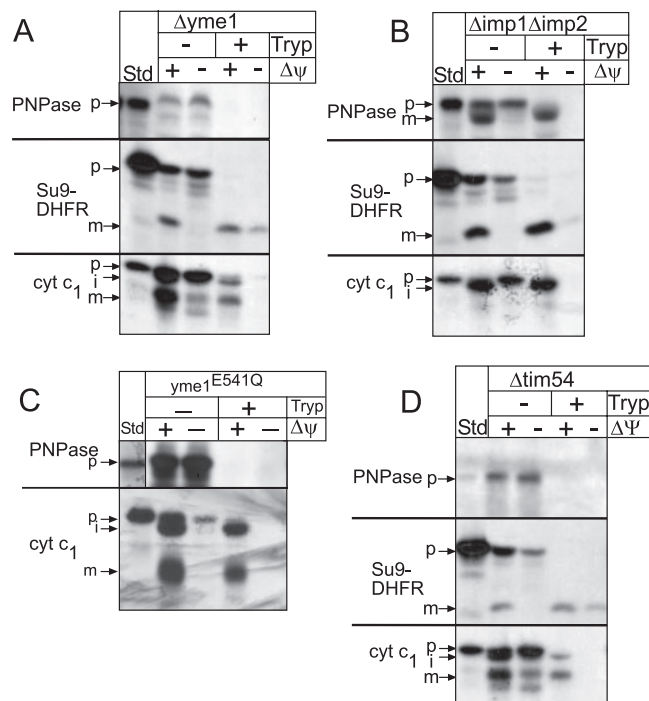 A
Δyme1
- + Tryp
Std + - + - Δψ
PNPase p
Su9-
DHFR
p
m
cyt c1
p
i
m
B
Δimp1Δimp2
- + Tryp
Std + - + - Δψ
PNPase
p
m
Su9-
DHFR
p
m
cyt c1
p
i
C
yme1E541Q
— + Tryp
Std + — + — Δψ
PNPase
p
cyt c1
p
i
m
D
Δtim54
- + Tryp
Std + - + - ΔΨ
PNPase p
Su9-
DHFR
p
m
cyt c1
p
i
m